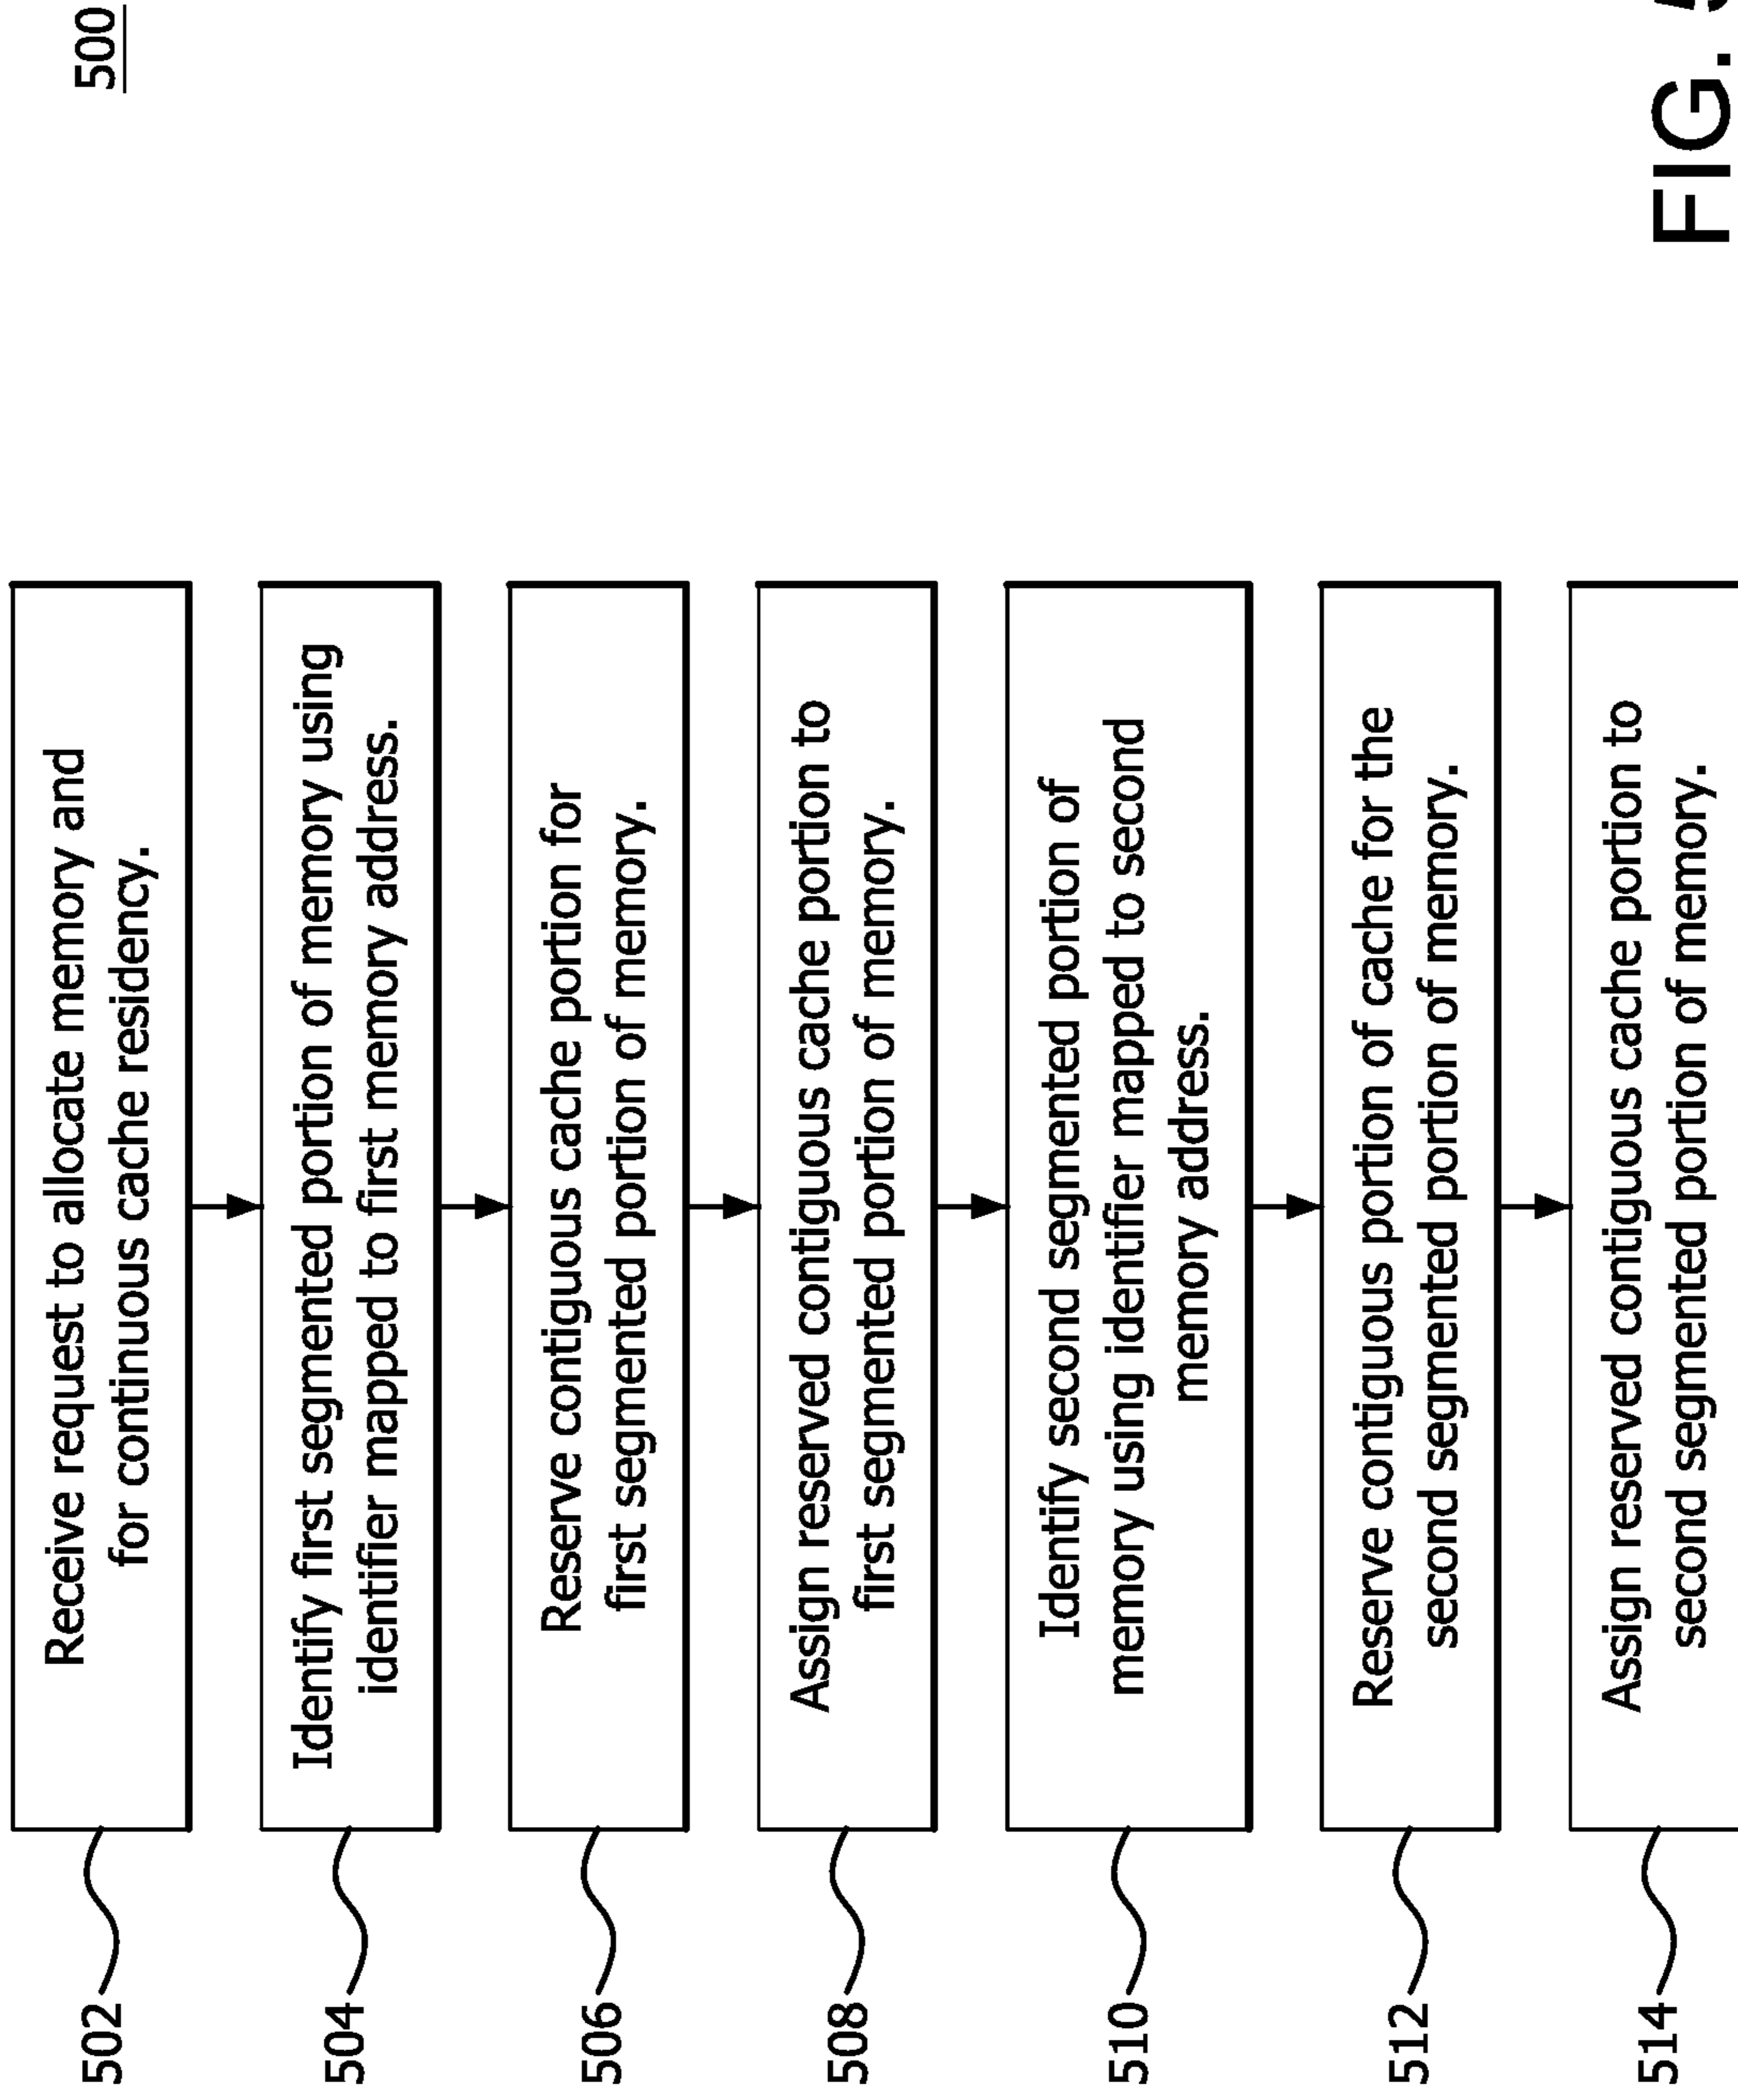 500
502
Receive request to allocate memory and
for continuous cache residency.
504
Identify first segmented portion of memory using
identifier mapped to first memory address.
506
Reserve contiguous cache portion for
first segmented portion of memory.
508
Assign reserved contiguous cache portion to
first segmented portion of memory.
510
Identify second segmented portion of
memory using identifier mapped to second
memory address.
512
Reserve contiguous portion of cache for the
second segmented portion of memory.
514
Assign reserved contiguous cache portion to
second segmented portion of memory.
FIG.